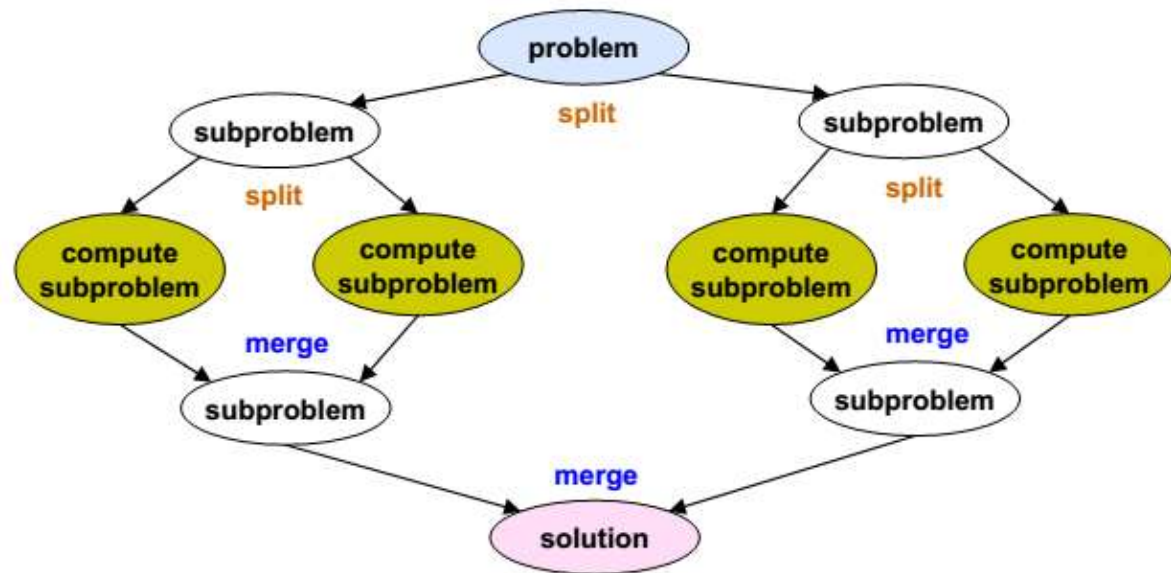 problem
split
subproblem
subproblem
split
split
compute
subproblem
compute
subproblem
compute
subproblem
compute
subproblem
merge
merge
subproblem
subproblem
merge
solution